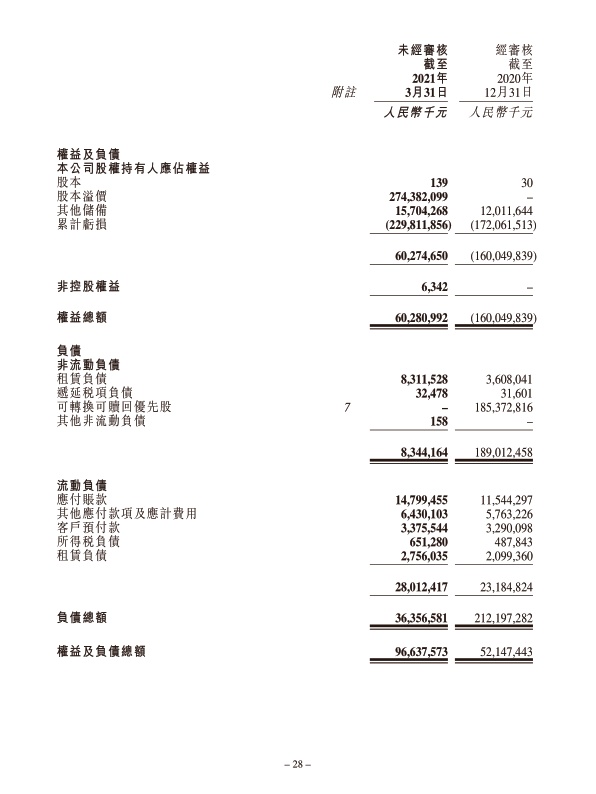 未經審核 經審核
截至 截至
2021年 2020年
附註 3月31日 12月31日
人民幣千元 人民幣千元
權益及負債
本公司股權持有人應佔權益
股本 139 30
股本溢價 274,382,099 –
其他儲備 15,704,268 12,011,644
累計虧損 (229,811,856) (172,061,513)
60,274,650 (160,049,839)
非控股權益 6,342 –
權益總額 60,280,992 (160,049,839)
負債
非流動負債
租賃負債 8,311,528 3,608,041
遞延税項負債 32,478 31,601
可轉換可贖回優先股 7 – 185,372,816
其他非流動負債 158 –
8,344,164 189,012,458
流動負債
應付賬款 14,799,455 11,544,297
其他應付款項及應計費用 6,430,103 5,763,226
客戶預付款 3,375,544 3,290,098
所得税負債 651,280 487,843
租賃負債 2,756,035 2,099,360
28,012,417 23,184,824
負債總額 36,356,581 212,197,282
權益及負債總額 96,637,573 52,147,443
– 28 –